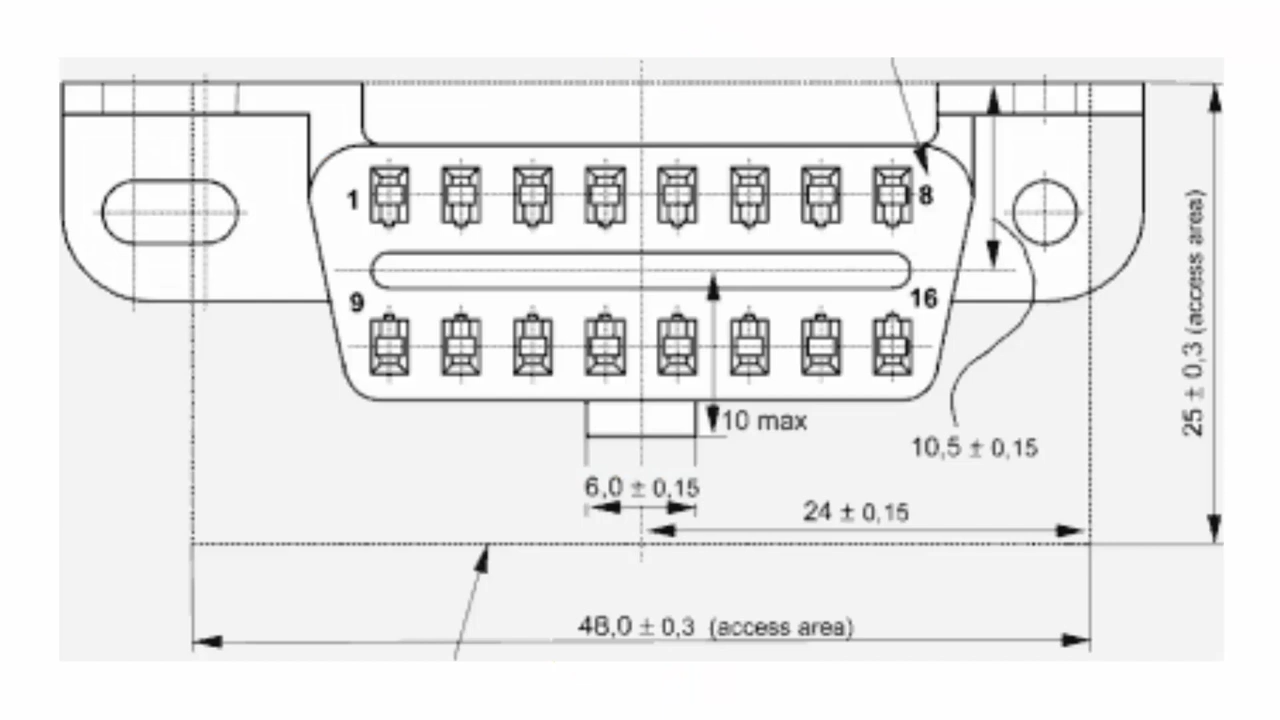 1
8
9
16
10 max
10,5 ± 0,15
6,0 ± 0,15
24 ± 0,15
25 ± 0,3 (access area)
48,0 ± 0,3 (access area)